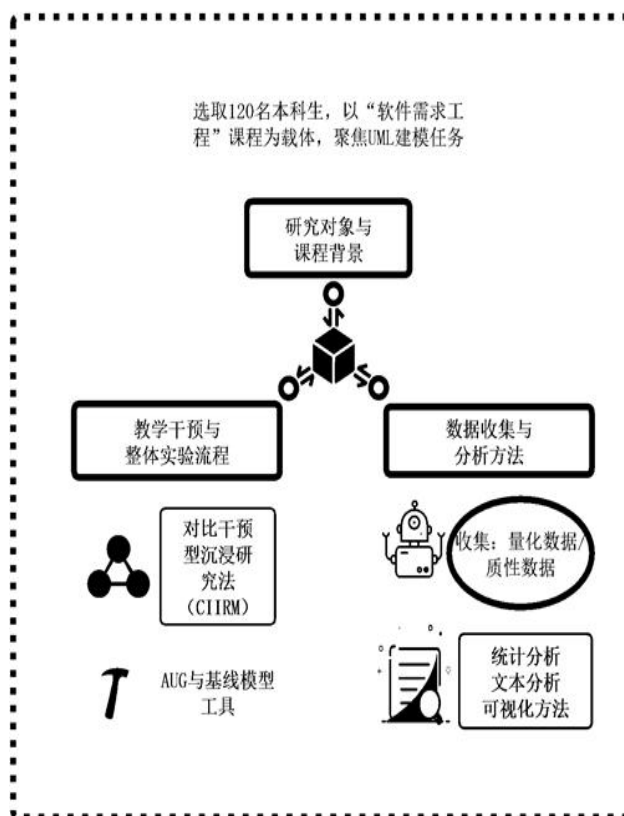 选取120名本科生，以“软件需求工
程”课程为载体，聚焦UML建模任务
研究对象与
课程背景
教学干预与
整体实验流程
数据收集与
分析方法
对比干预
型沉浸研
究法
（CIIRM）
收集：量化数据/
质性数据
AUG与基线模型
工具
统计分析
文本分析
可视化方法